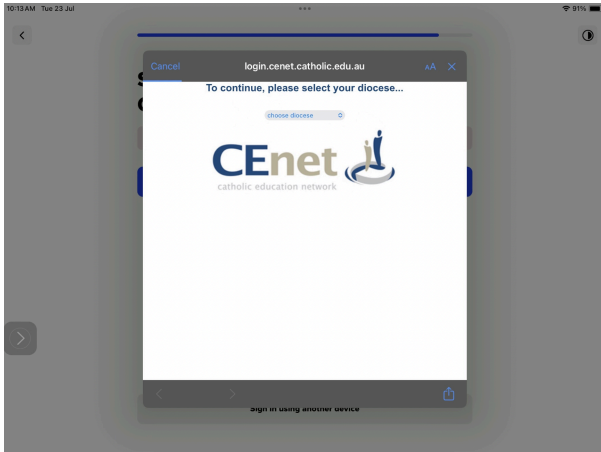 10:13 AM Tue 23 Jul
91%
Cancel
login.cenet.catholic.edu.au
AA
To continue, please select your diocese...
choose diocese
CEnet
catholic education network
Sign in using another device